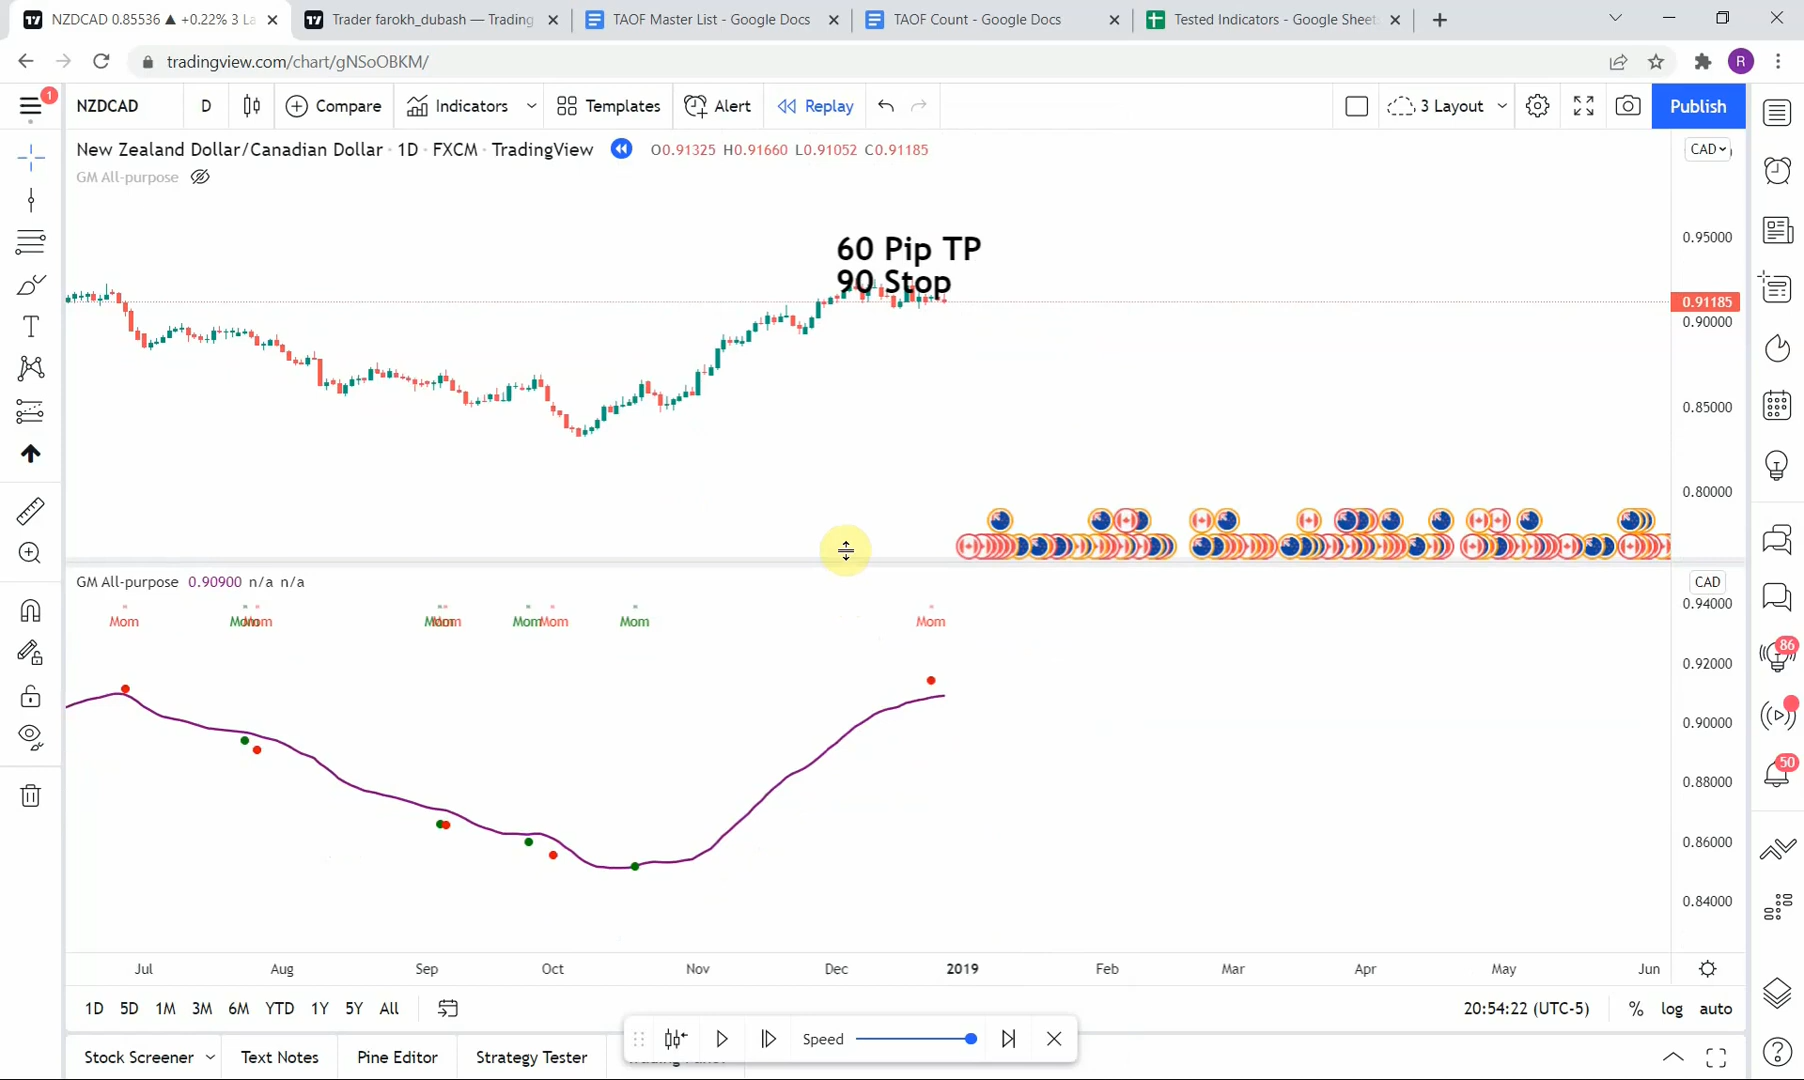 NZDCAD 0.85536 ▲ +0.22% 3 La
Trader farokh_dubash — Trading
TAOF Master List - Google Docs
TAOF Count - Google Docs
Tested Indicators - Google Sheets
tradingview.com/chart/gNSoOBKM/
R
1
NZDCAD
D
Compare
Indicators
Templates
Alert
Replay
3 Layout
Publish
New Zealand Dollar/Canadian Dollar · 1D · FXCM · TradingView
O0.91325 H0.91660 L0.91052 C0.91185
CAD
GM All-purpose
60 Pip TP
90 Stop
0.95000
0.91185
0.90000
0.85000
0.80000
GM All-purpose 0.90900 n/a n/a
CAD
0.94000
Mom Mom Mom Mom Mom Mom Mom Mom Mom
0.92000
0.90000
0.88000
0.86000
0.84000
86
50
Jul Aug Sep Oct Nov Dec 2019 Feb Mar Apr May Jun
1D 5D 1M 3M 6M YTD 1Y 5Y All
20:54:22 (UTC-5) % log auto
Speed
Stock Screener Text Notes Pine Editor Strategy Tester